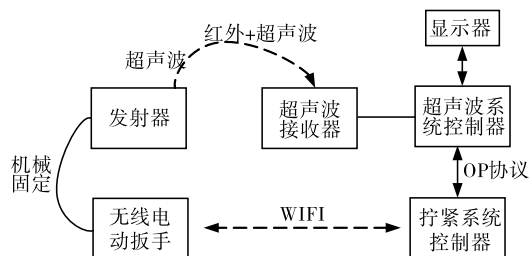 显示器
红外+超声波
超声波
发射器
超声波
接收器
超声波系
统控制器
机械
固定
OP协议
无线电
动扳手
WIFI
拧紧系统
控制器